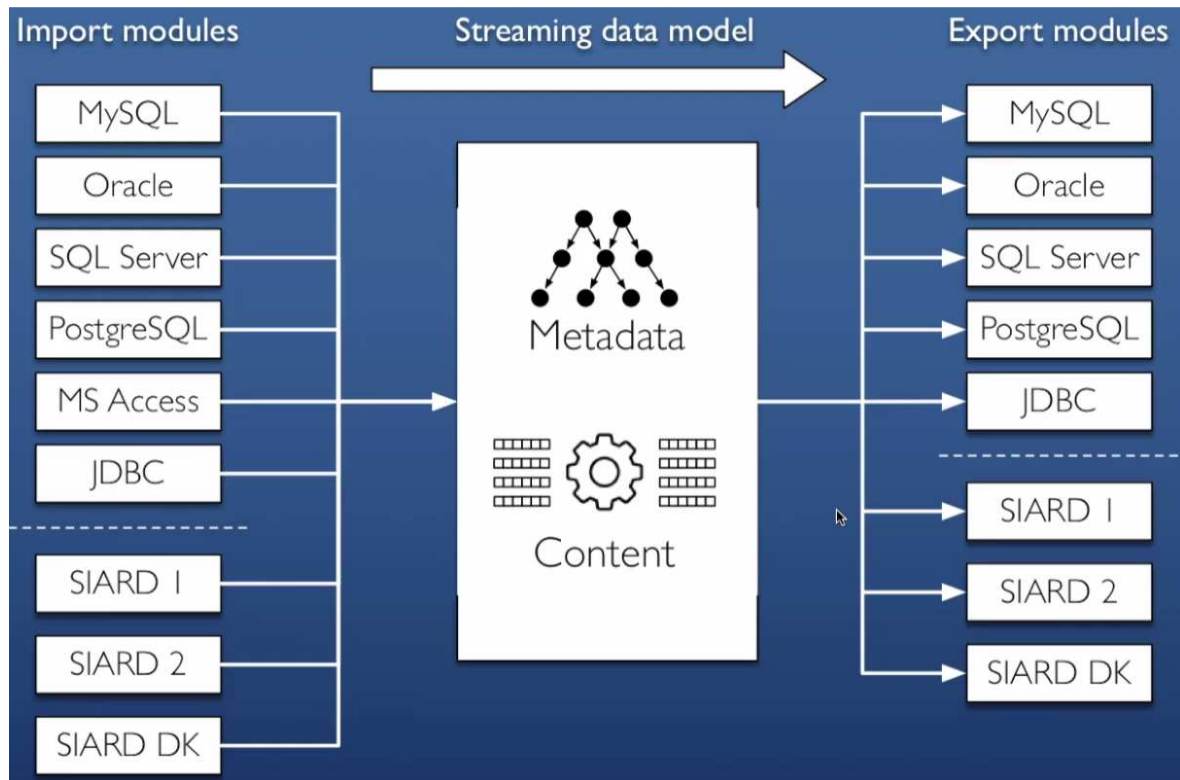 Import modules
Streaming data model
Export modules
MySQL
Oracle
SQL Server
PostgreSQL
MS Access
JDBC
SIARD 1
SIARD 2
SIARD DK
Metadata
Content
MySQL
Oracle
SQL Server
PostgreSQL
JDBC
SIARD 1
SIARD 2
SIARD DK